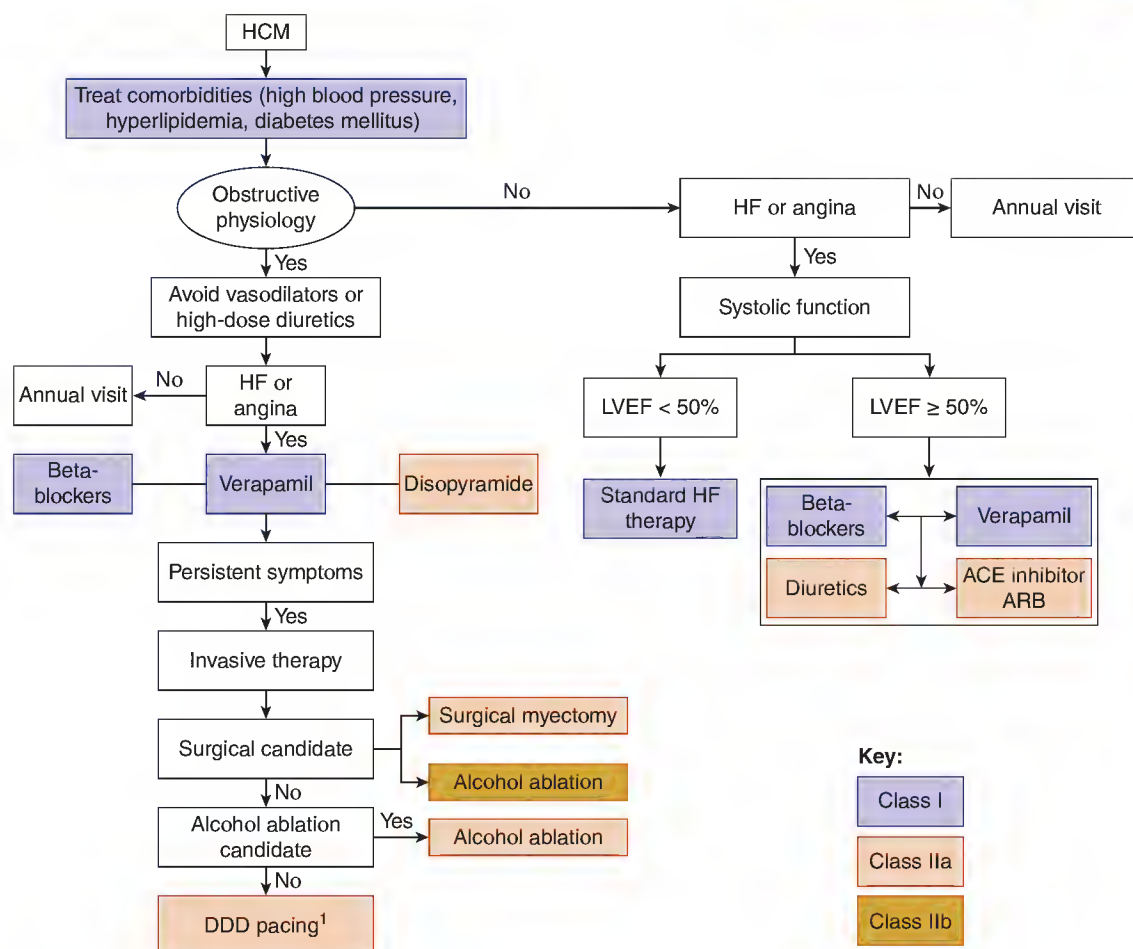 HCM
Treat comorbidities (high blood pressure,
hyperlipidemia, diabetes mellitus)
Obstructive
physiology
No
HF or angina
No
Annual visit
Yes
Avoid vasodilators or
high-dose diuretics
Yes
Systolic function
Annual visit
No
HF or
angina
LVEF < 50%
LVEF ≥ 50%
Yes
Beta-
blockers
Verapamil
Disopyramide
Standard HF
therapy
Beta-
blockers
Verapamil
Diuretics
ACE inhibitor
ARB
Persistent symptoms
Yes
Invasive therapy
Surgical candidate
Surgical myectomy
Alcohol ablation
No
Alcohol ablation
candidate
Yes
Alcohol ablation
No
DDD pacing¹
Key:
Class I
Class IIa
Class IIb